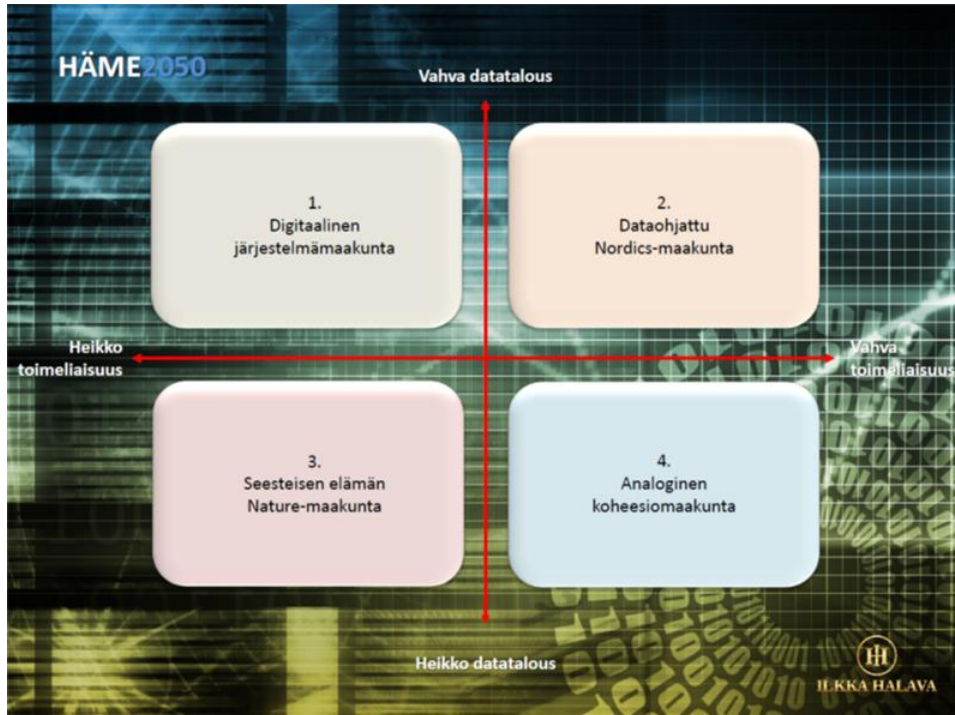 HÄME2050
Vahva datatalous
1.
Digitaalinen
järjestelmämaakunta
2.
Dataohjattu
Nordics-maakunta
Heikko
toimeliaisuus
Vahva
toimeliaisuus
3.
Seesteisen elämän
Nature-maakunta
4.
Analoginen
koheesiomaakunta
Heikko datatalous
ILKKA HALAVA